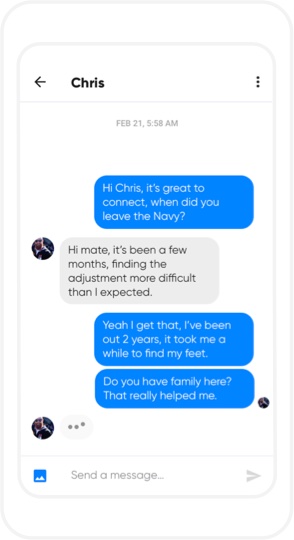 Chris
FEB 21, 5:58 AM
Hi Chris, it's great to
connect, when did you
leave the Navy?
Hi mate, it's been a few
months, finding the
adjustment more difficult
than I expected.
Yeah I get that, I've been
out 2 years, it took me a
while to find my feet.
Do you have family here?
That really helped me.
Send a message...